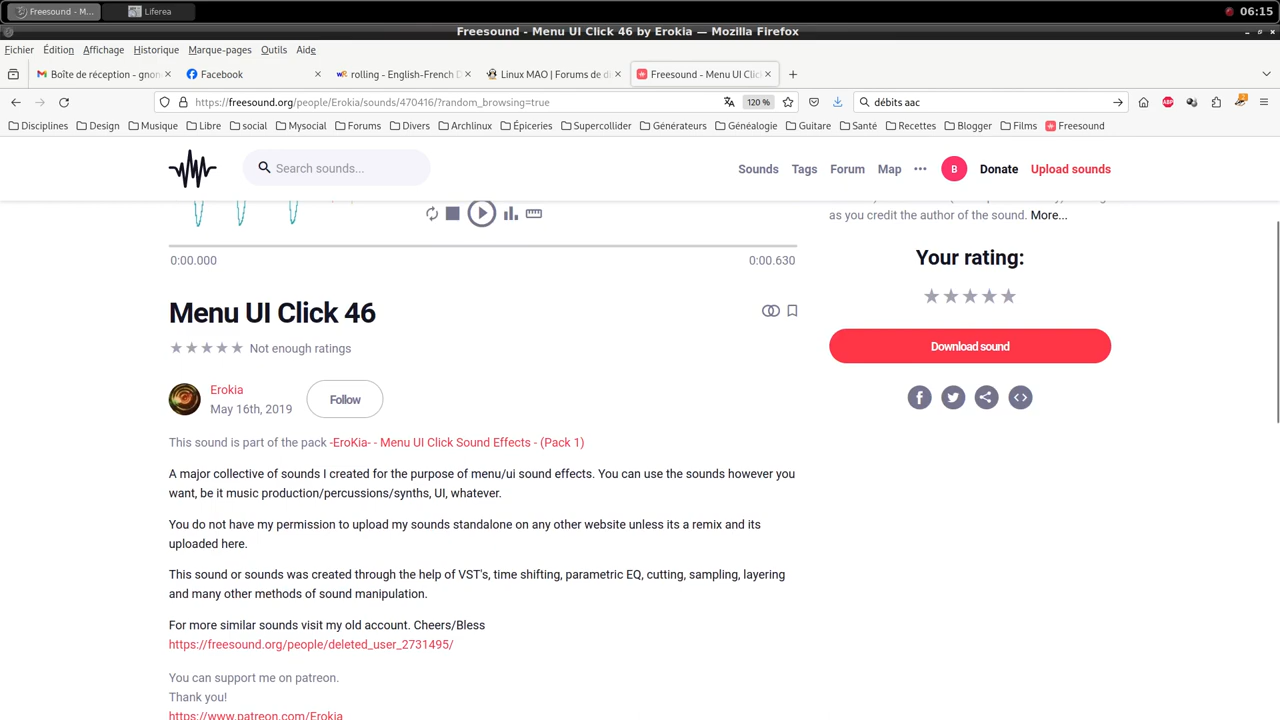 Freesound - M...
Liferea
06:15
Freesound - Menu UI Click 46 by Erokia — Mozilla Firefox
Fichier Édition Affichage Historique Marque-pages Outils Aide
Boîte de réception - gnon
Facebook
rolling - English-French D
Linux MAO | Forums de di
Freesound - Menu UI Clic
https://freesound.org/people/Erokia/sounds/470416/?random_browsing=true
120 %
débits aac
Disciplines Design Musique Libre social Mysocial Forums Divers Archlinux Épiceries Supercollider Générateurs Généalogie Guitare Santé Recettes Blogger Films Freesound
Search sounds...
Sounds Tags Forum Map B Donate Upload sounds
as you credit the author of the sound. More...
0:00.000
0:00.630
Your rating:
Menu UI Click 46
Not enough ratings
Download sound
Erokia
May 16th, 2019
Follow
This sound is part of the pack -EroKia- - Menu UI Click Sound Effects - (Pack 1)
A major collective of sounds I created for the purpose of menu/ui sound effects. You can use the sounds however you
want, be it music production/percussions/synths, UI, whatever.
You do not have my permission to upload my sounds standalone on any other website unless its a remix and its
uploaded here.
This sound or sounds was created through the help of VST's, time shifting, parametric EQ, cutting, sampling, layering
and many other methods of sound manipulation.
For more similar sounds visit my old account. Cheers/Bless
https://freesound.org/people/deleted_user_2731495/
You can support me on patreon.
Thank you!
https://www.patreon.com/Erokia